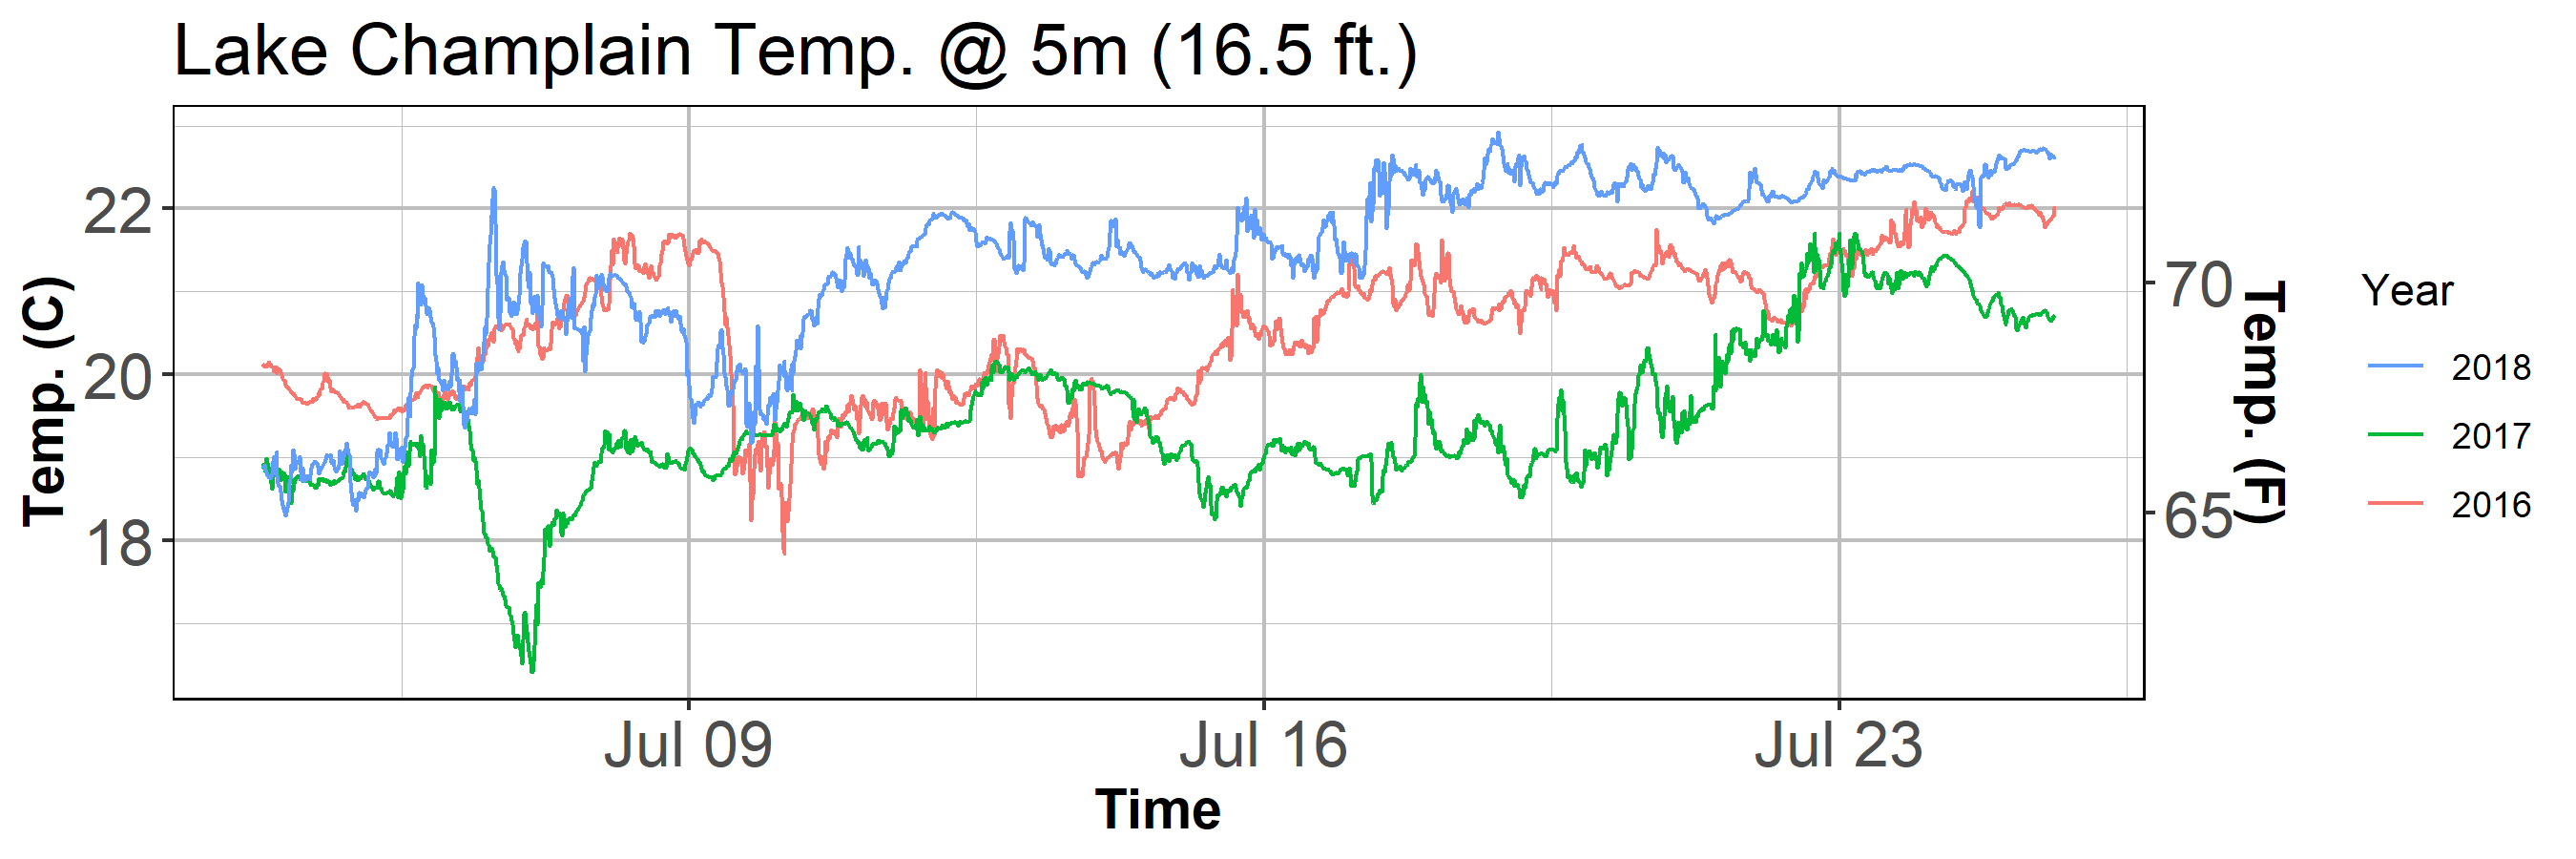 Lake Champlain Temp. @ 5m (16.5 ft.)
Temp. (C)
22
20
18
70
65
Temp. (F)
Jul 09
Jul 16
Jul 23
Time
Year
2018
2017
2016